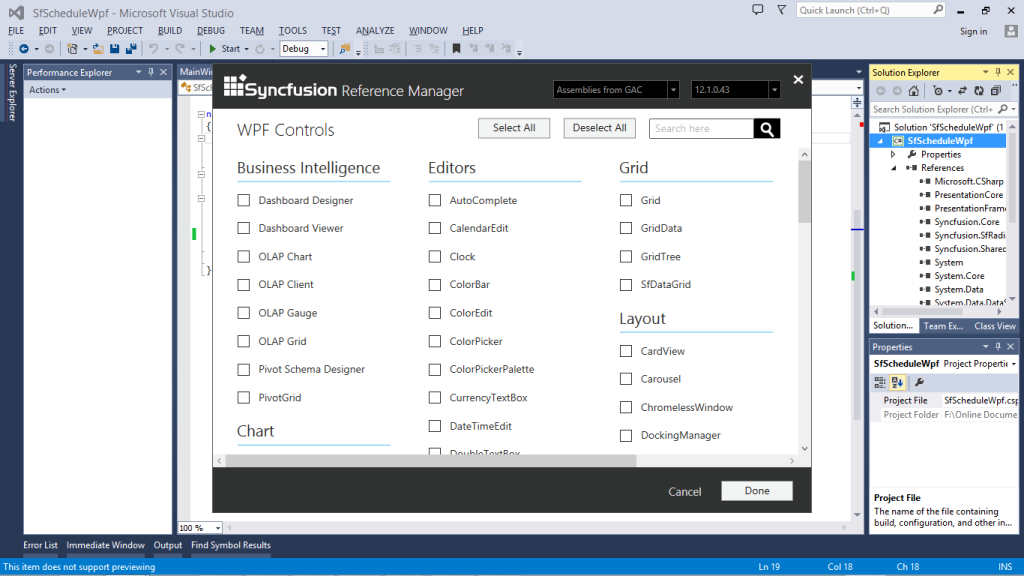 SfScheduleWpf - Microsoft Visual Studio
Quick Launch (Ctrl+Q)
FILE EDIT VIEW PROJECT BUILD DEBUG TEAM TOOLS TEST ANALYZE WINDOW HELP
Sign in
Start
Debug
Server Explorer
Performance Explorer
Actions
MainWin
SfSch
n
{
}
100 %
Syncfusion Reference Manager
Assemblies from GAC
12.1.0.43
WPF Controls
Select All
Deselect All
Search here
Business Intelligence
Dashboard Designer
Dashboard Viewer
OLAP Chart
OLAP Client
OLAP Gauge
OLAP Grid
Pivot Schema Designer
PivotGrid
Chart
Editors
AutoComplete
CalendarEdit
Clock
ColorBar
ColorEdit
ColorPicker
ColorPickerPalette
CurrencyTextBox
DateTimeEdit
DoubleTextBox
Grid
Grid
GridData
GridTree
SfDataGrid
Layout
CardView
Carousel
ChromelessWindow
DockingManager
Cancel
Done
Solution Explorer
Search Solution Explorer (Ctrl+
Solution 'SfScheduleWpf' (1
SfScheduleWpf
Properties
References
Microsoft.CSharp
PresentationCore
PresentationFram
Syncfusion.Core
Syncfusion.SfRadi
Syncfusion.Shared
System
System.Core
System.Data
System.Data.DataS
Solution... Team Ex... Class View
Properties
SfScheduleWpf Project Propertie
Project File SfScheduleWpf.csp
Project Folder F:\Online Docume
Project File
The name of the file containing
build, configuration, and other in...
Error List Immediate Window Output Find Symbol Results
This item does not support previewing
Ln 19 Col 18 Ch 18 INS